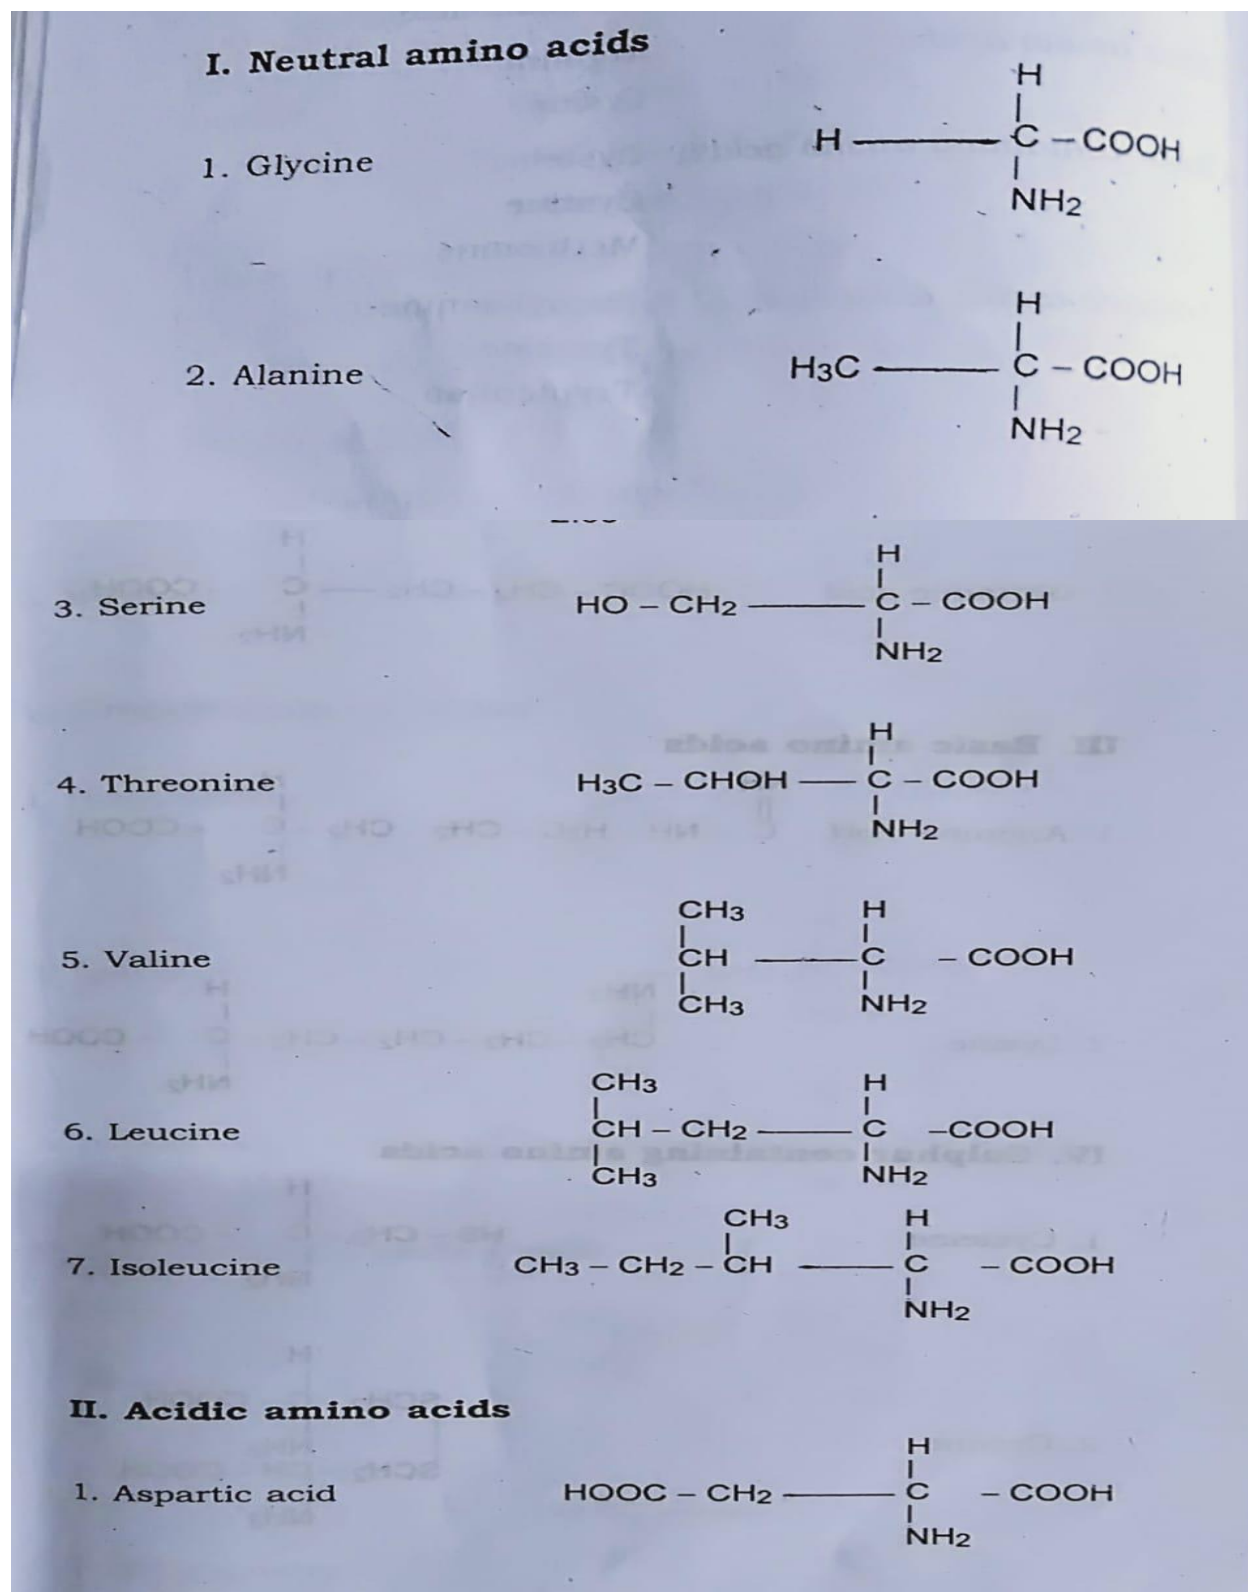 I. Neutral amino acids
H
|
1. Glycine H — C – COOH
|
NH2
H
|
2. Alanine H3C — C – COOH
|
NH2
H
|
3. Serine HO – CH2 — C – COOH
|
NH2
H
|
4. Threonine H3C – CHOH — C – COOH
|
NH2
CH3 H
| |
5. Valine CH — C – COOH
| |
CH3 NH2
CH3 H
| |
6. Leucine CH – CH2 — C –COOH
| |
CH3 NH2
CH3 H
| |
7. Isoleucine CH3 – CH2 – CH — C – COOH
|
NH2
II. Acidic amino acids
H
|
1. Aspartic acid HOOC – CH2 — C – COOH
|
NH2